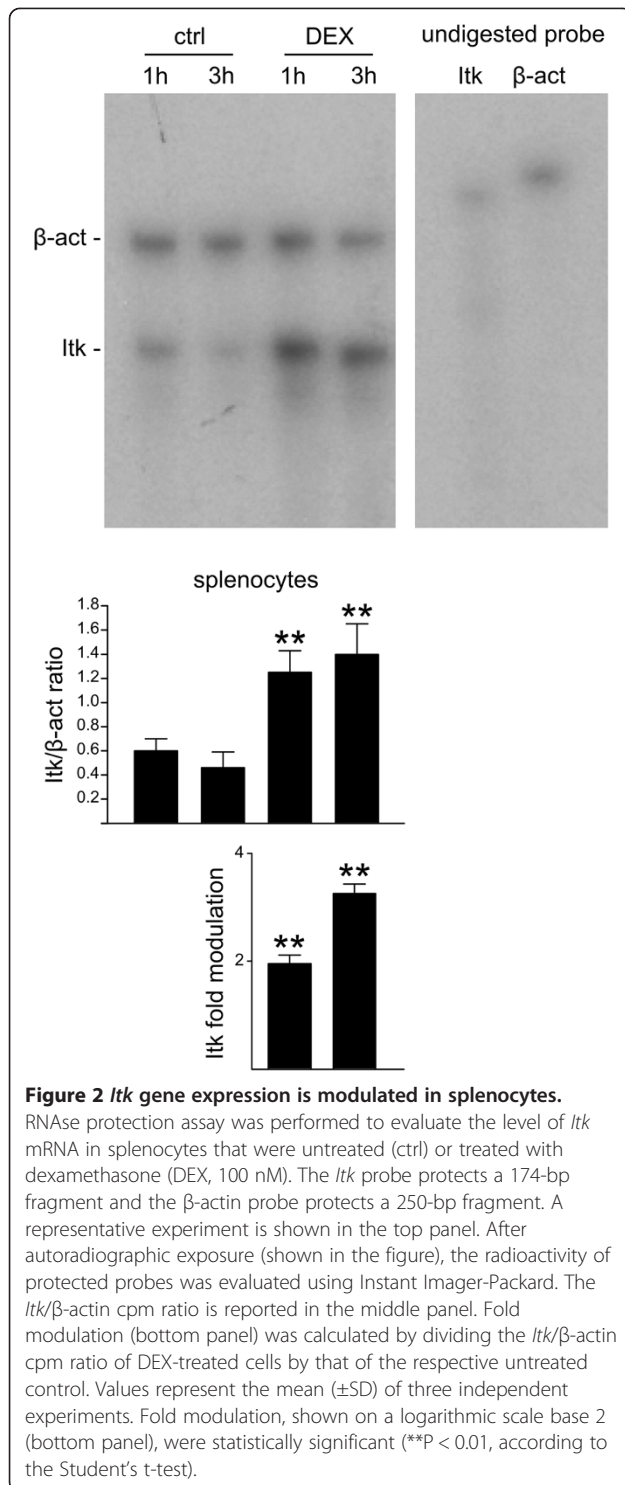 ctrl DEX undigested probe
1h 3h 1h 3h Itk β-act
β-act -
Itk -
splenocytes
Itk/β-act ratio
1.8
1.6
1.4
1.2
1.0
0.8
0.6
0.4
0.2
** **
Itk fold modulation
4
2
** **
Figure 2 Itk gene expression is modulated in splenocytes.
RNAse protection assay was performed to evaluate the level of Itk
mRNA in splenocytes that were untreated (ctrl) or treated with
dexamethasone (DEX, 100 nM). The Itk probe protects a 174-bp
fragment and the β-actin probe protects a 250-bp fragment. A
representative experiment is shown in the top panel. After
autoradiographic exposure (shown in the figure), the radioactivity of
protected probes was evaluated using Instant Imager-Packard. The
Itk/β-actin cpm ratio is reported in the middle panel. Fold
modulation (bottom panel) was calculated by dividing the Itk/β-actin
cpm ratio of DEX-treated cells by that of the respective untreated
control. Values represent the mean (±SD) of three independent
experiments. Fold modulation, shown on a logarithmic scale base 2
(bottom panel), were statistically significant (**P < 0.01, according to
the Student's t-test).